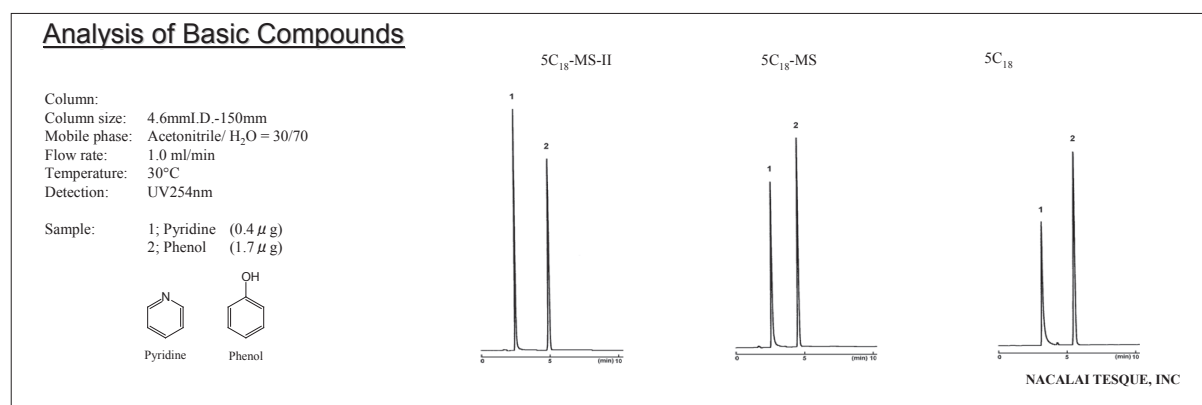 Analysis of Basic Compounds
Column:
Column size: 4.6mmI.D.-150mm
Mobile phase: Acetonitrile/ H₂O = 30/70
Flow rate: 1.0 ml/min
Temperature: 30°C
Detection: UV254nm
Sample: 1; Pyridine (0.4 μ g)
2; Phenol (1.7 μ g)
N
Pyridine
OH
Phenol
5C₁₈-MS-II
1
2
0 5 (min) 10
5C₁₈-MS
1
2
0 5 (min) 10
5C₁₈
1
2
0 5 (min) 10
NACALAI TESQUE, INC